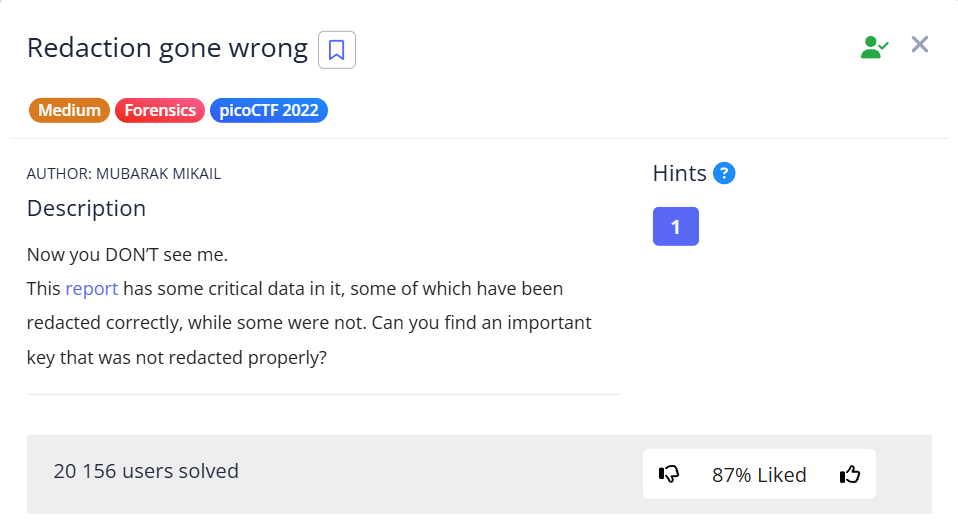 Redaction gone wrong
Medium Forensics picoCTF 2022
AUTHOR: MUBARAK MIKAIL
Description
Now you DON’T see me.
This report has some critical data in it, some of which have been
redacted correctly, while some were not. Can you find an important
key that was not redacted properly?
Hints ?
1
20 156 users solved
87% Liked